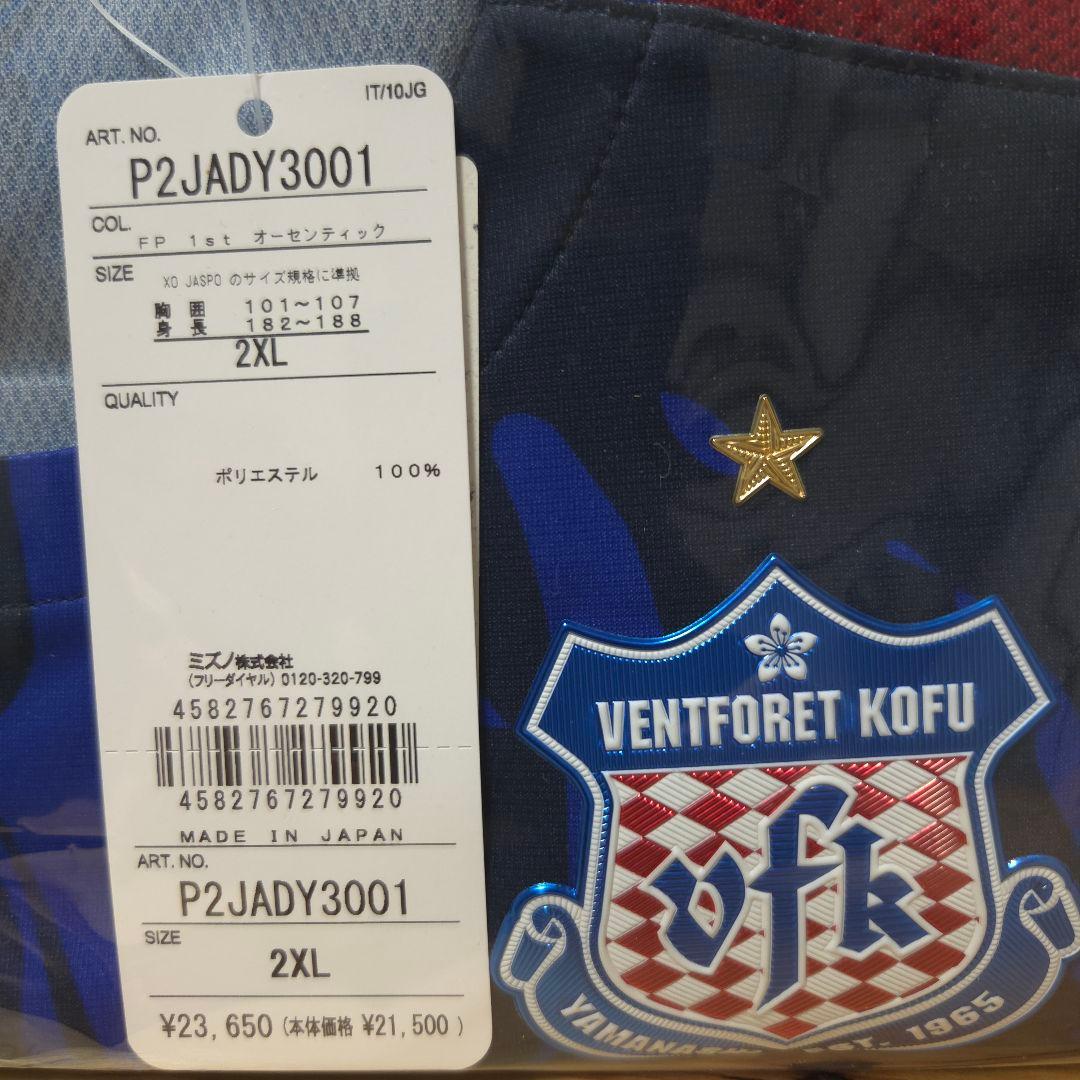 IT/10JG
ART. NO.
P2JADY3001
COL.
FP 1st オーセンティック
SIZE
XO JASPO のサイズ規格に準拠
胸 囲 101～107
身 長 182～188
2XL
QUALITY
ポリエステル 100%
ミズノ株式会社
(フリーダイヤル) 0120-320-799
4582767279920
4582767279920
MADE IN JAPAN
ART. NO.
P2JADY3001
SIZE
2XL
¥23,650 (本体価格 ¥21,500 )
VENTFORET KOFU
vfk
YAMANASHI EST. 1965